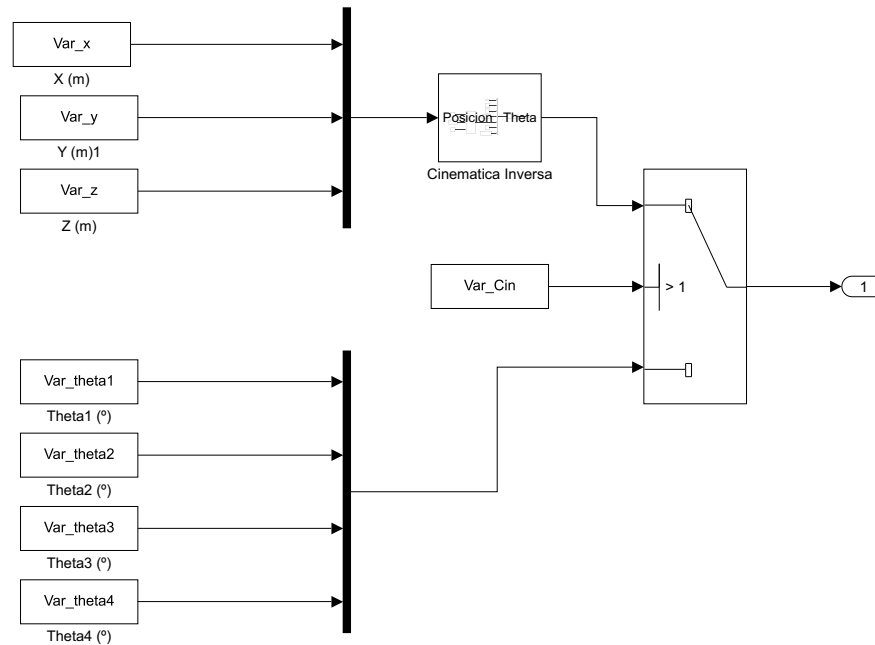 Var_x
X (m)
Var_y
Y (m)1
Var_z
Z (m)
Posicion Theta
Cinematica Inversa
Var_Cin
> 1
1
Var_theta1
Theta1 (º)
Var_theta2
Theta2 (º)
Var_theta3
Theta3 (º)
Var_theta4
Theta4 (º)